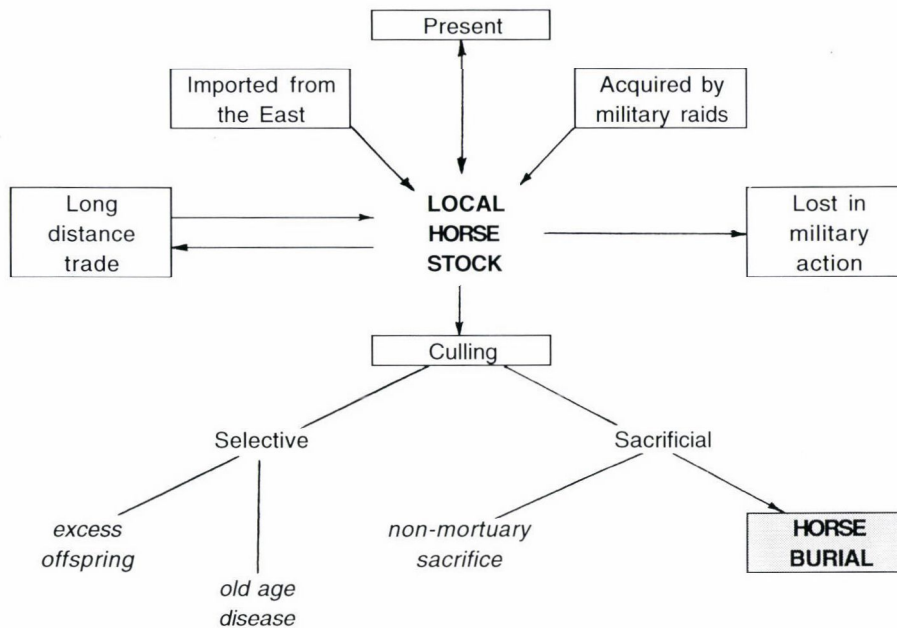 Present
Imported from
the East
Acquired by
military raids
Long
distance
trade
LOCAL
HORSE
STOCK
Lost in
military
action
Culling
Selective
Sacrificial
excess
offspring
non-mortuary
sacrifice
HORSE
BURIAL
old age
disease